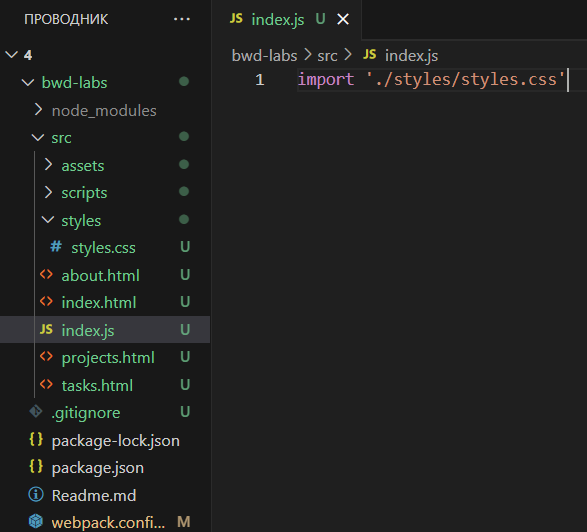 ПРОВОДНИК ···
4
bwd-labs
node_modules
src
assets
scripts
styles
# styles.css U
<> about.html U
<> index.html U
JS index.js U
<> projects.html U
<> tasks.html U
.gitignore U
{} package-lock.json
{} package.json
Readme.md
webpack.confi... M
JS index.js U ×
bwd-labs > src > JS index.js
1 import './styles/styles.css'